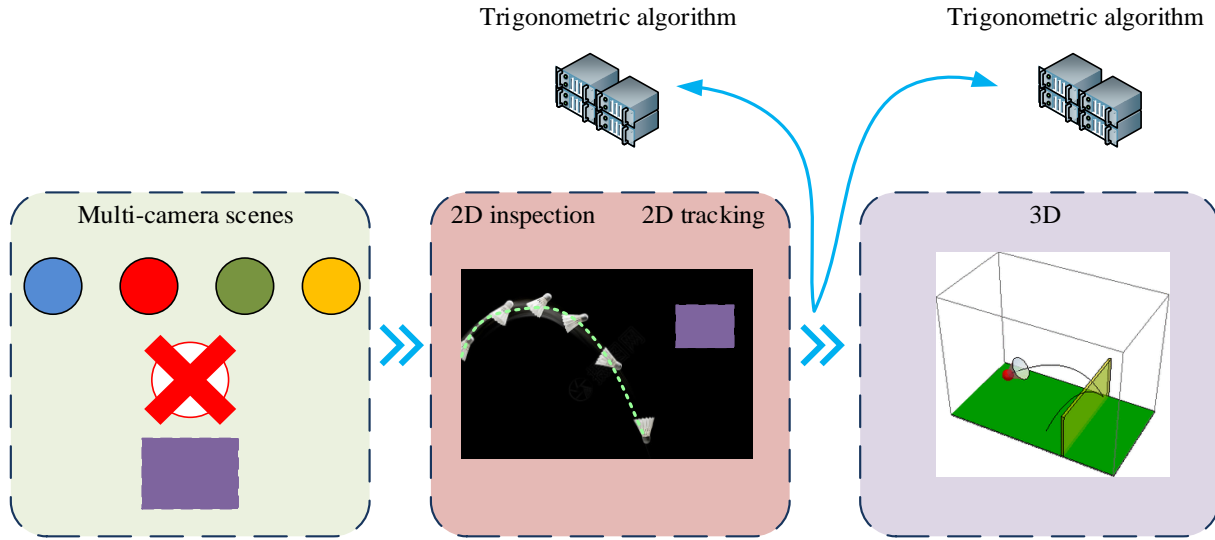 Trigonometric algorithm
Trigonometric algorithm
Multi-camera scenes
2D inspection
2D tracking
3D